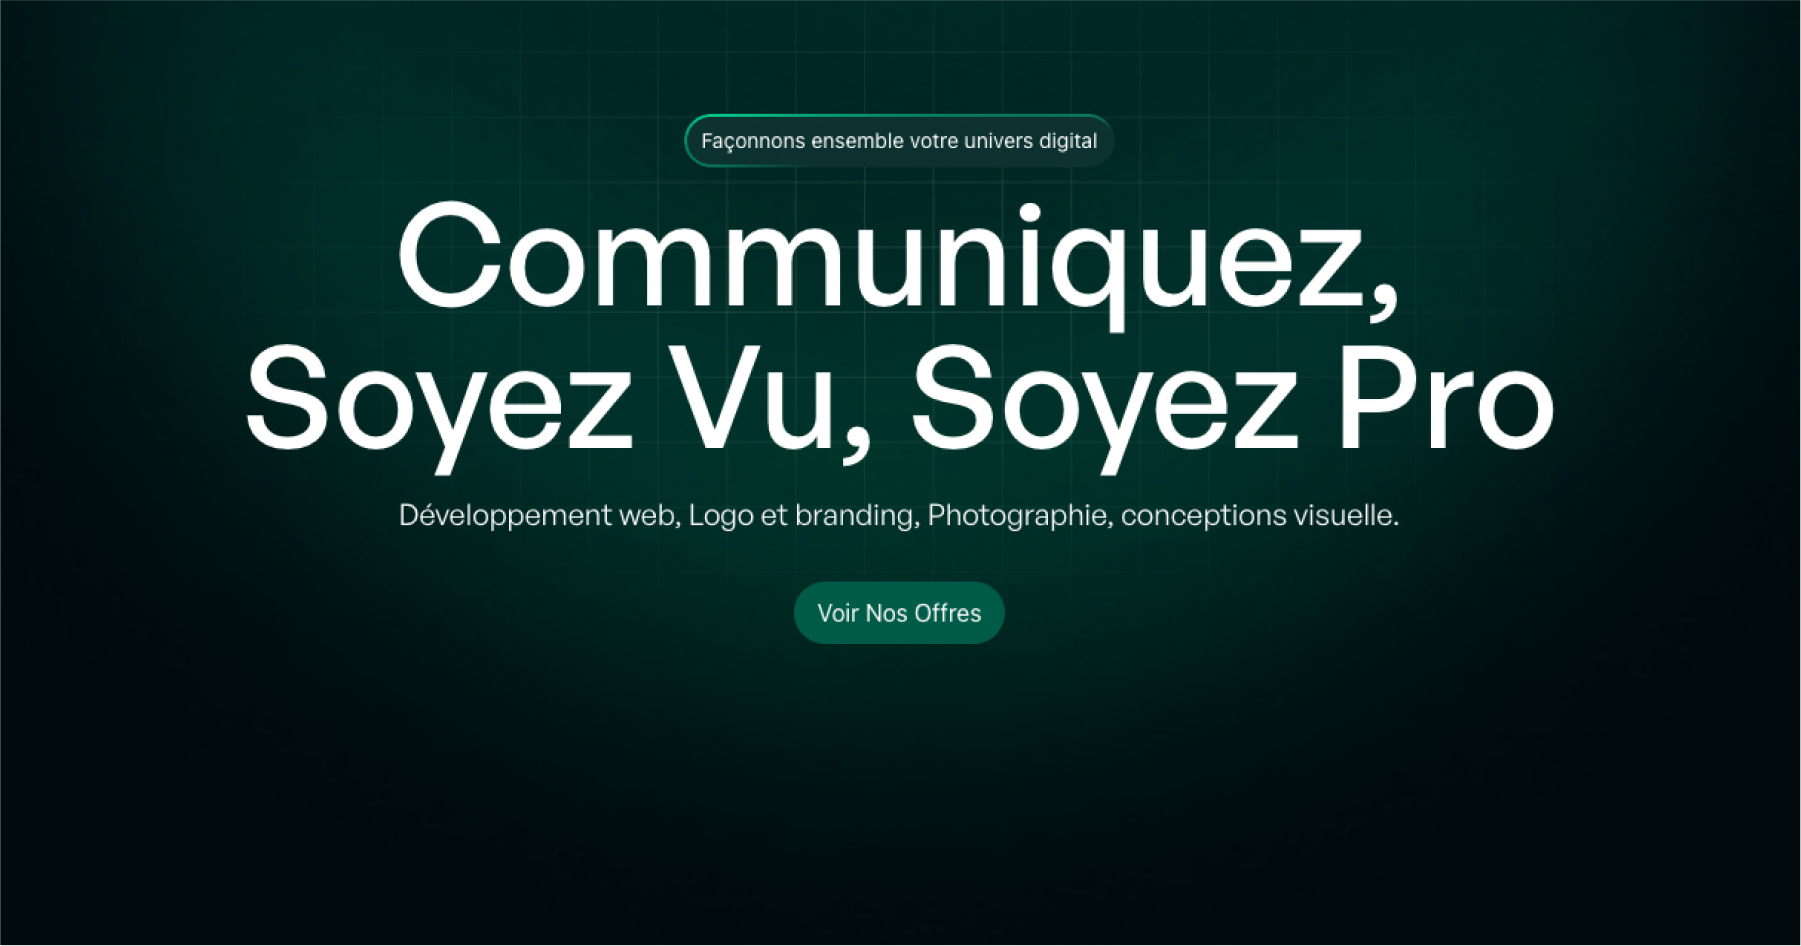 Façonnons ensemble votre univers digital
Communiquez,
Soyez Vu, Soyez Pro
Développement web, Logo et branding, Photographie, conceptions visuelle.
Voir Nos Offres